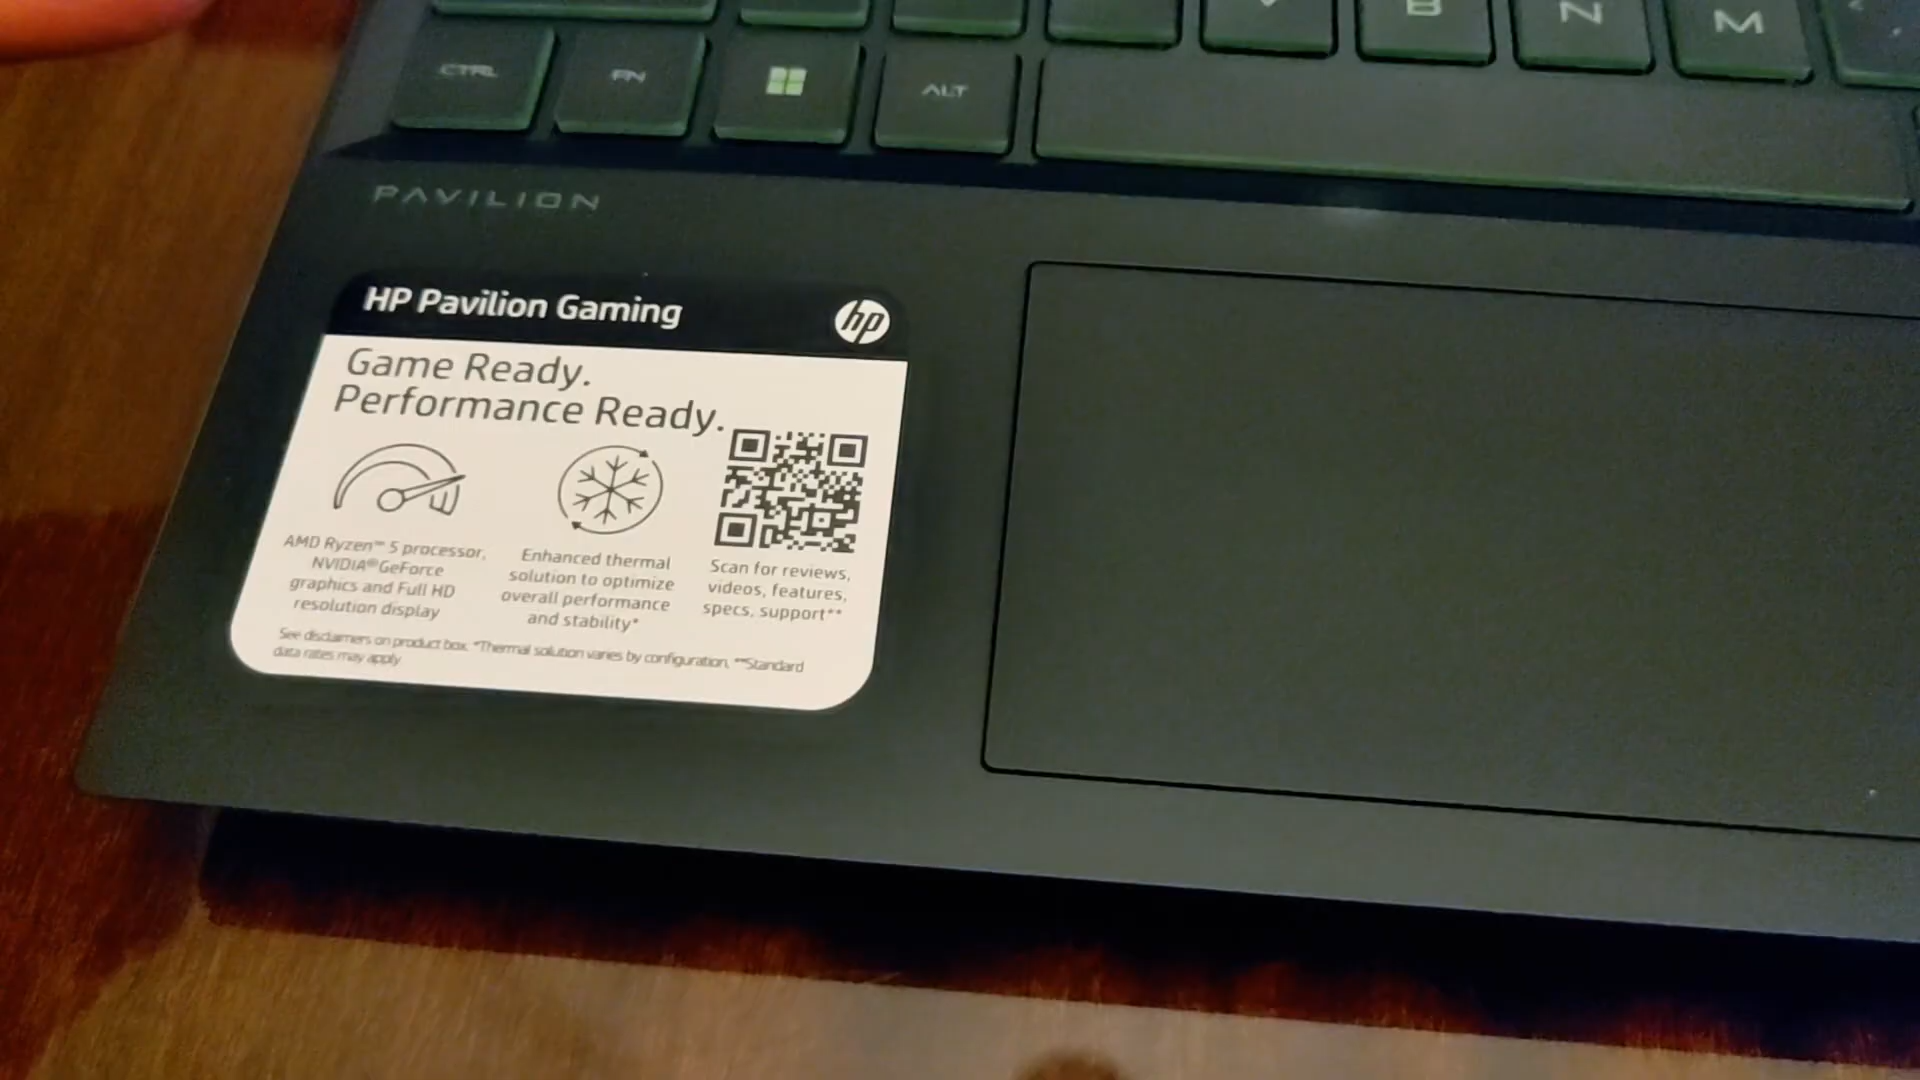 B N M
CTRL FN ALT
PAVILION
HP Pavilion Gaming
hp
Game Ready.
Performance Ready.
AMD Ryzen™ 5 processor,
NVIDIA® GeForce
graphics and Full HD
resolution display
Enhanced thermal
solution to optimize
overall performance
and stability*
Scan for reviews,
videos, features,
specs, support**
See disclaimers on product box. *Thermal solution varies by configuration. **Standard
data rates may apply